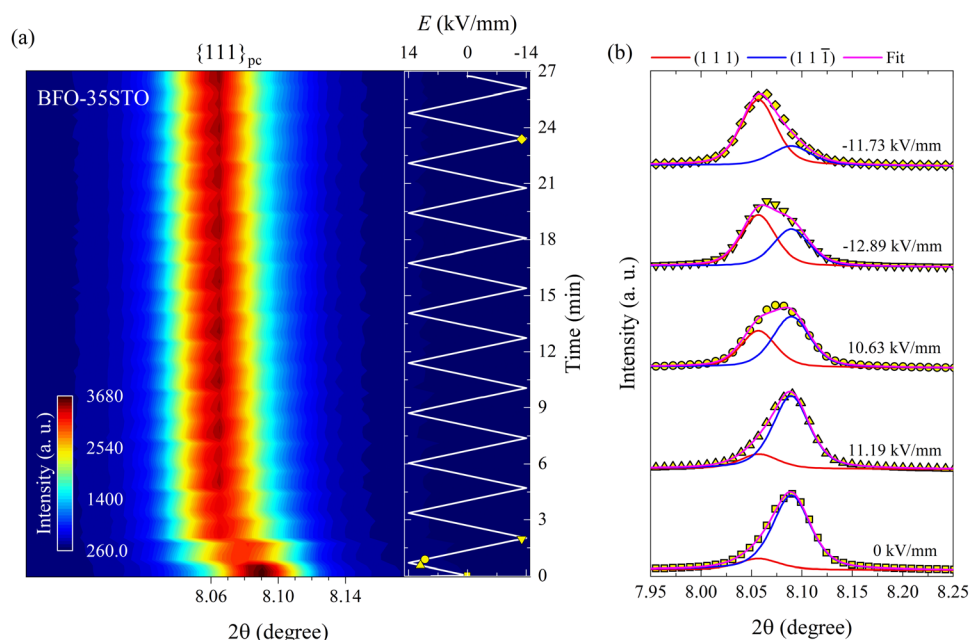 (a)
{111}pc
E (kV/mm)
14 0 -14
BFO-35STO
27
24
21
18
15
12
9
6
3
0
Time (min)
Intensity (a. u.)
3680
2540
1400
260.0
8.06 8.10 8.14
2θ (degree)
(b)
(1 1 1) (1 1 1̅) Fit
-11.73 kV/mm
-12.89 kV/mm
10.63 kV/mm
11.19 kV/mm
0 kV/mm
Intensity (a. u.)
7.95 8.00 8.05 8.10 8.15 8.20 8.25
2θ (degree)